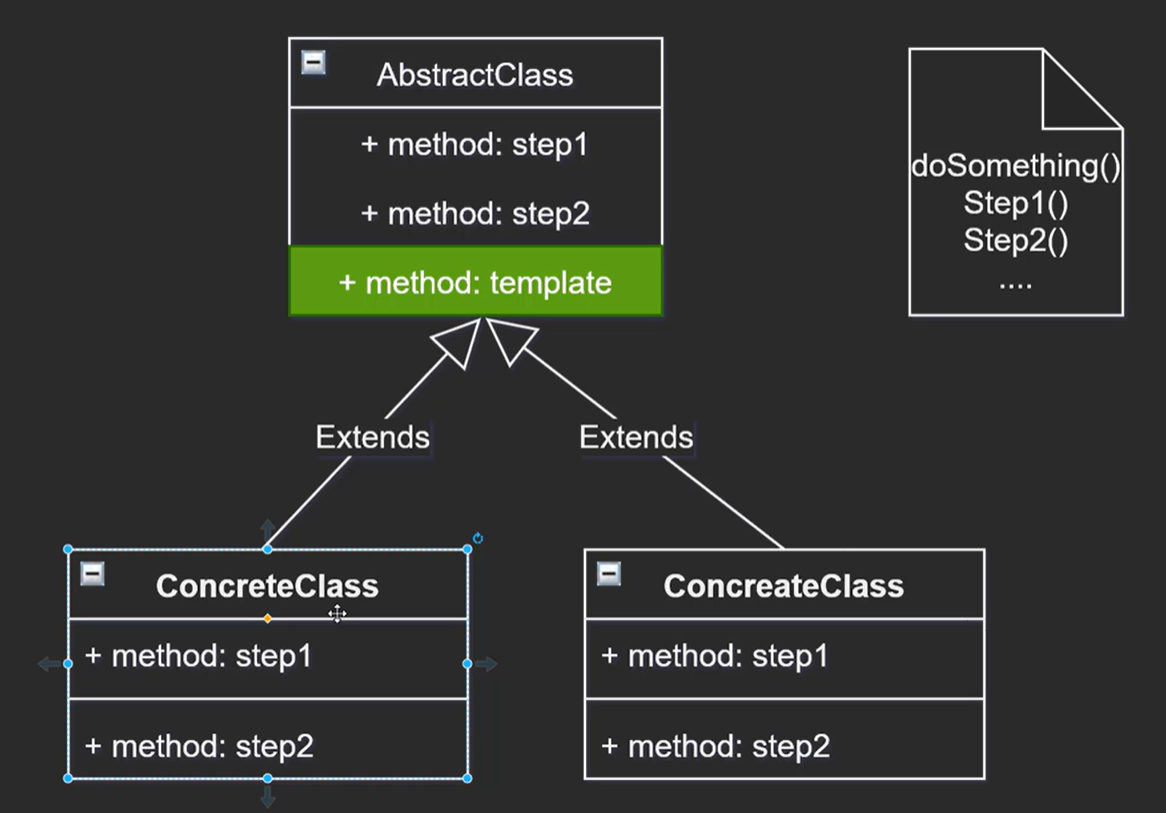 AbstractClass
+ method: step1
+ method: step2
+ method: template
doSomething()
Step1()
Step2()
....
Extends
Extends
ConcreteClass
+ method: step1
+ method: step2
ConcreateClass
+ method: step1
+ method: step2